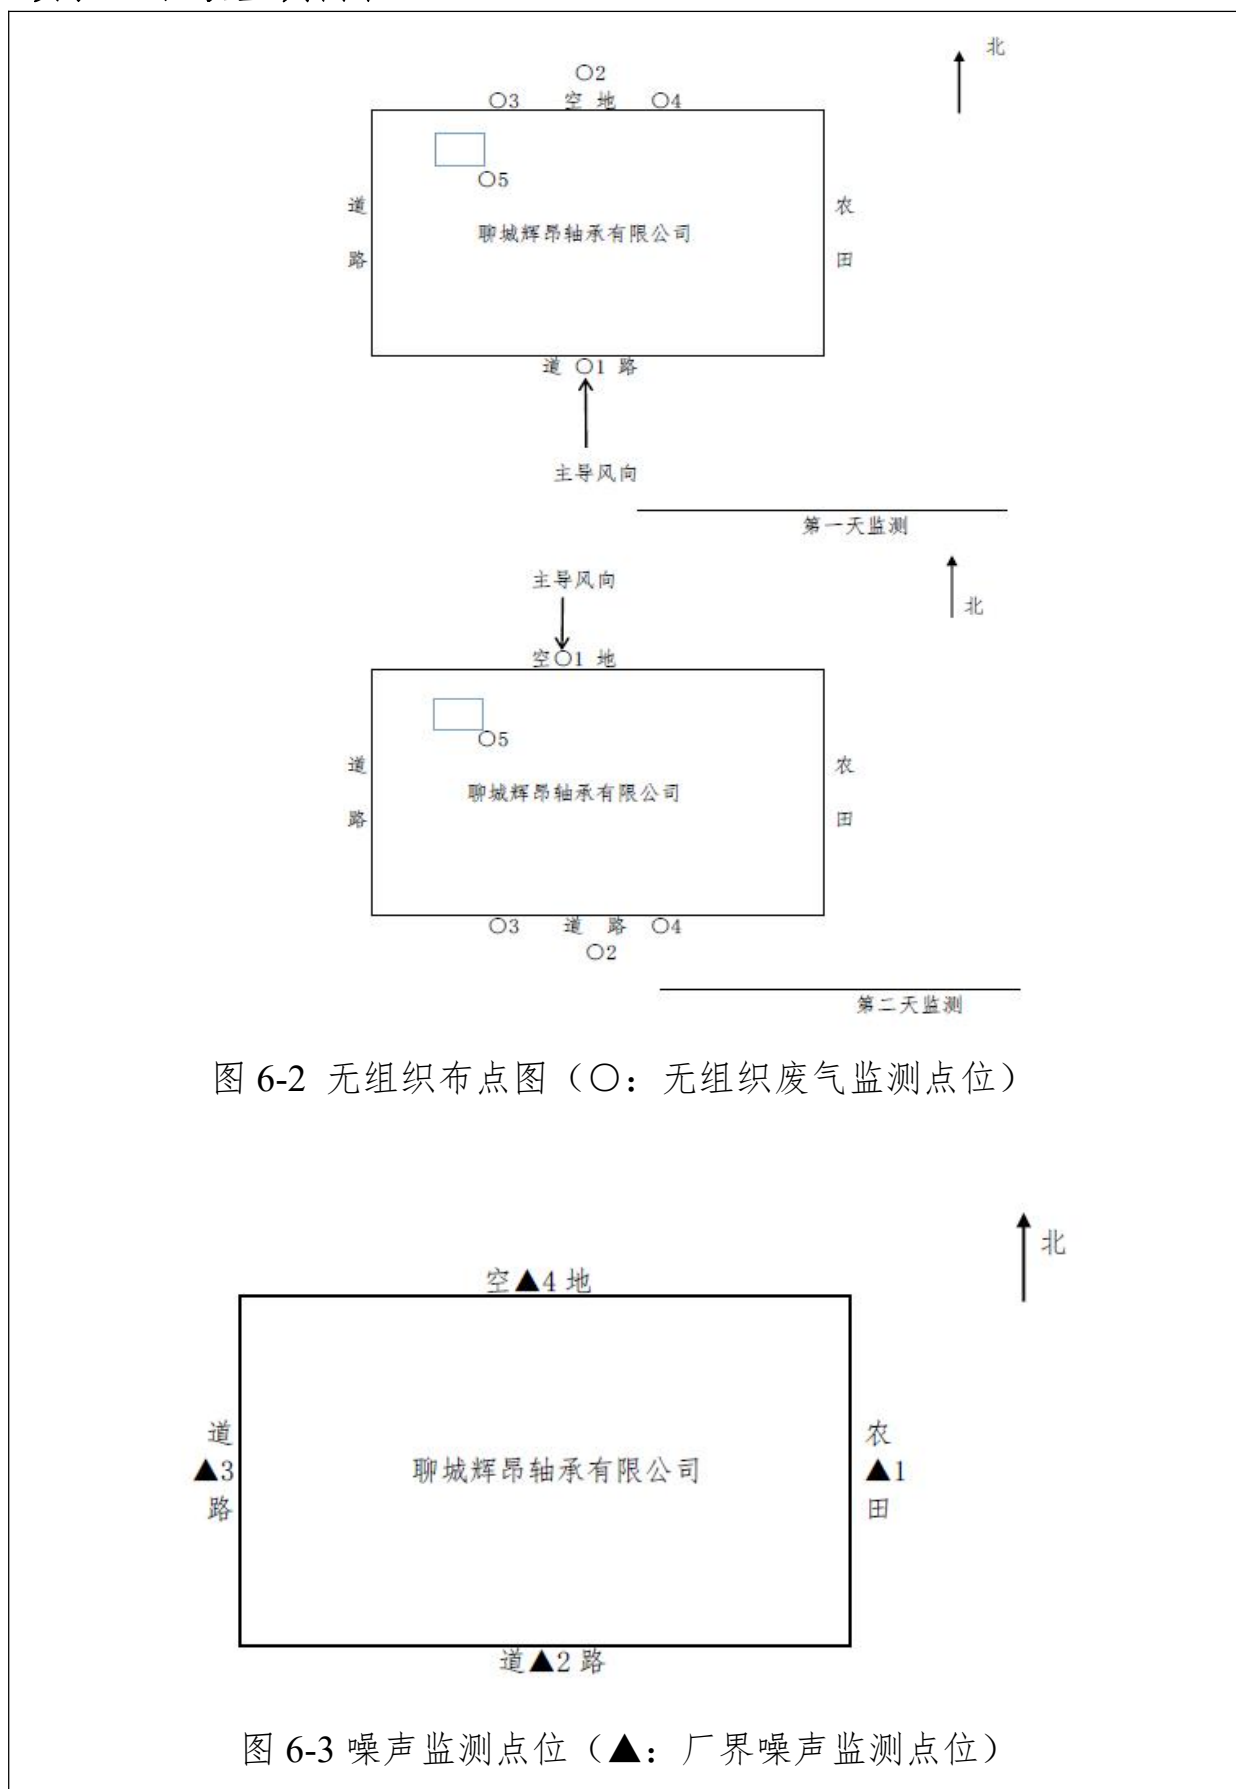 北
○2
○3 空 地 ○4
○5
道 农
聊城辉昂轴承有限公司
路 田
道 ○1 路
主导风向
第一天监测
主导风向
北
空○1 地
○5
道 农
聊城辉昂轴承有限公司
路 田
○3 道 路 ○4
○2
第二天监测
图 6-2 无组织布点图（○：无组织废气监测点位）
北
空▲4 地
道 农
▲3 聊城辉昂轴承有限公司 ▲1
路 田
道▲2 路
图 6-3 噪声监测点位（▲：厂界噪声监测点位）